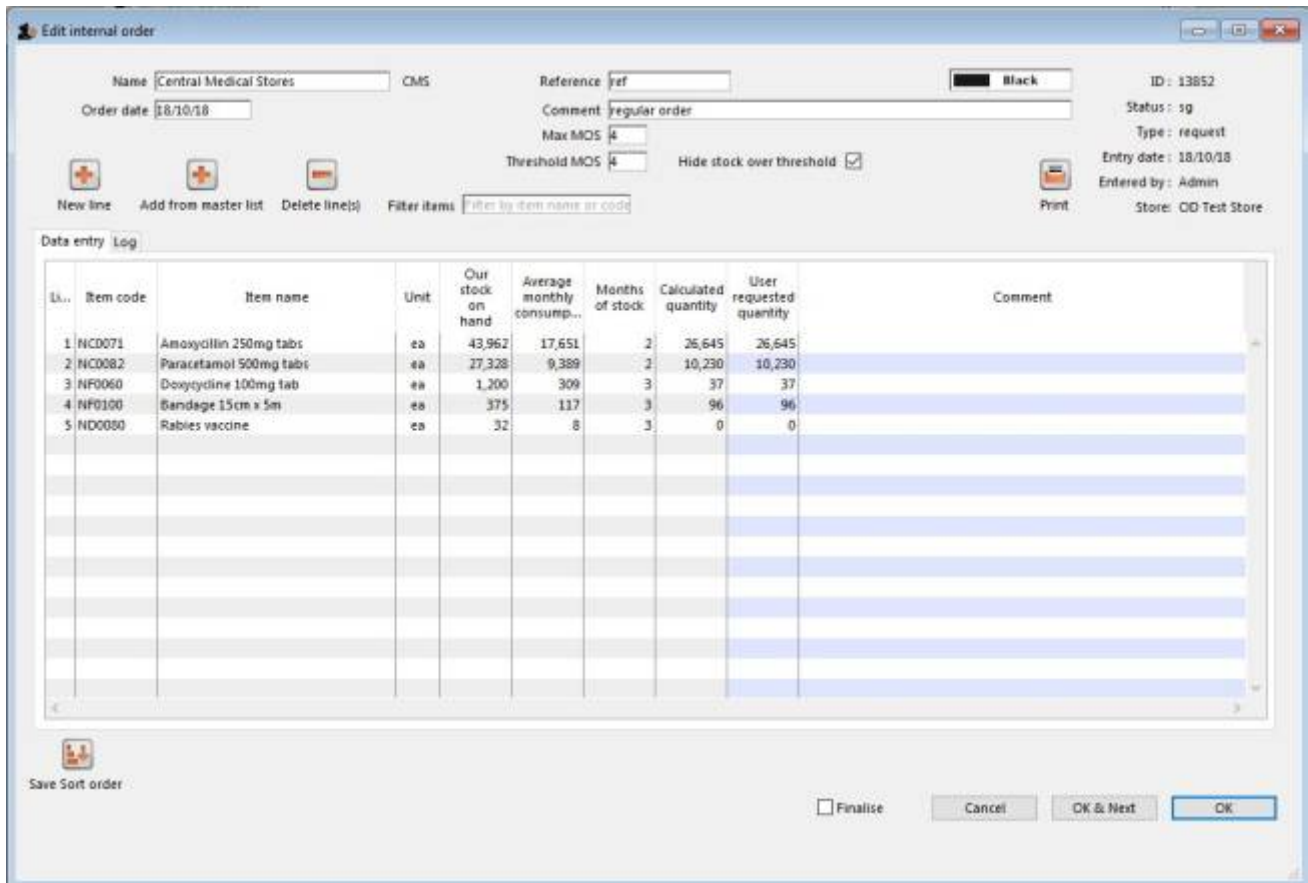 Edit internal order
Name Central Medical Stores CMS Reference ref Black ID : 13852
Order date 18/10/18 Comment regular order Status : sg
Max MOS 4 Type : request
Threshold MOS 4 Hide stock over threshold Entry date : 18/10/18
Entered by : Admin
New line Add from master list Delete line(s) Filter items Filter by item name or code Print Store: OD Test Store
Data entry Log
Li... Item code Item name Unit Our stock on hand Average monthly consump... Months of stock Calculated quantity User requested quantity Comment
1 NC0071 Amoxycillin 250mg tabs ea 43,962 17,651 2 26,645 26,645
2 NC0082 Paracetamol 500mg tabs ea 27,328 9,389 2 10,230 10,230
3 NF0060 Doxycycline 100mg tab ea 1,200 309 3 37 37
4 NF0100 Bandage 15cm x 5m ea 375 117 3 96 96
5 ND0080 Rabies vaccine ea 32 8 3 0 0
Save Sort order
Finalise Cancel OK & Next OK